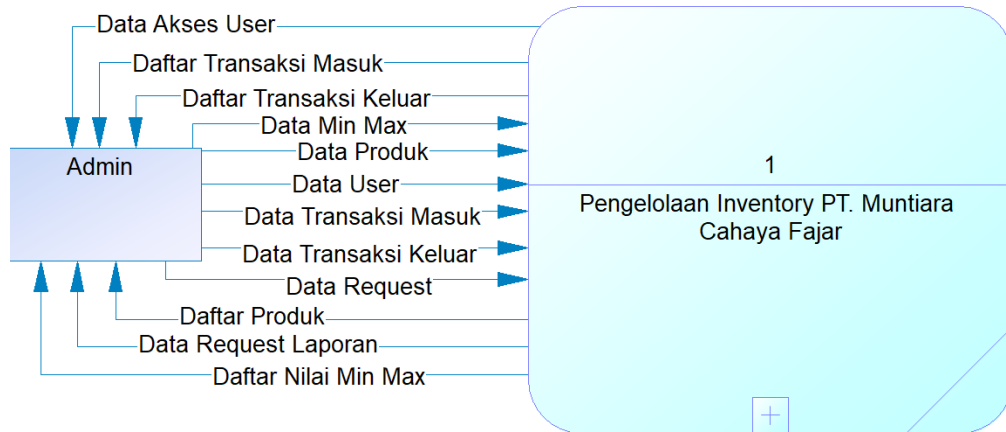 Data Akses User
Daftar Transaksi Masuk
Daftar Transaksi Keluar
Data Min Max
Data Produk
Data User
Data Transaksi Masuk
Data Transaksi Keluar
Data Request
Daftar Produk
Data Request Laporan
Daftar Nilai Min Max
Admin
1
Pengelolaan Inventory PT. Muntiara
Cahaya Fajar